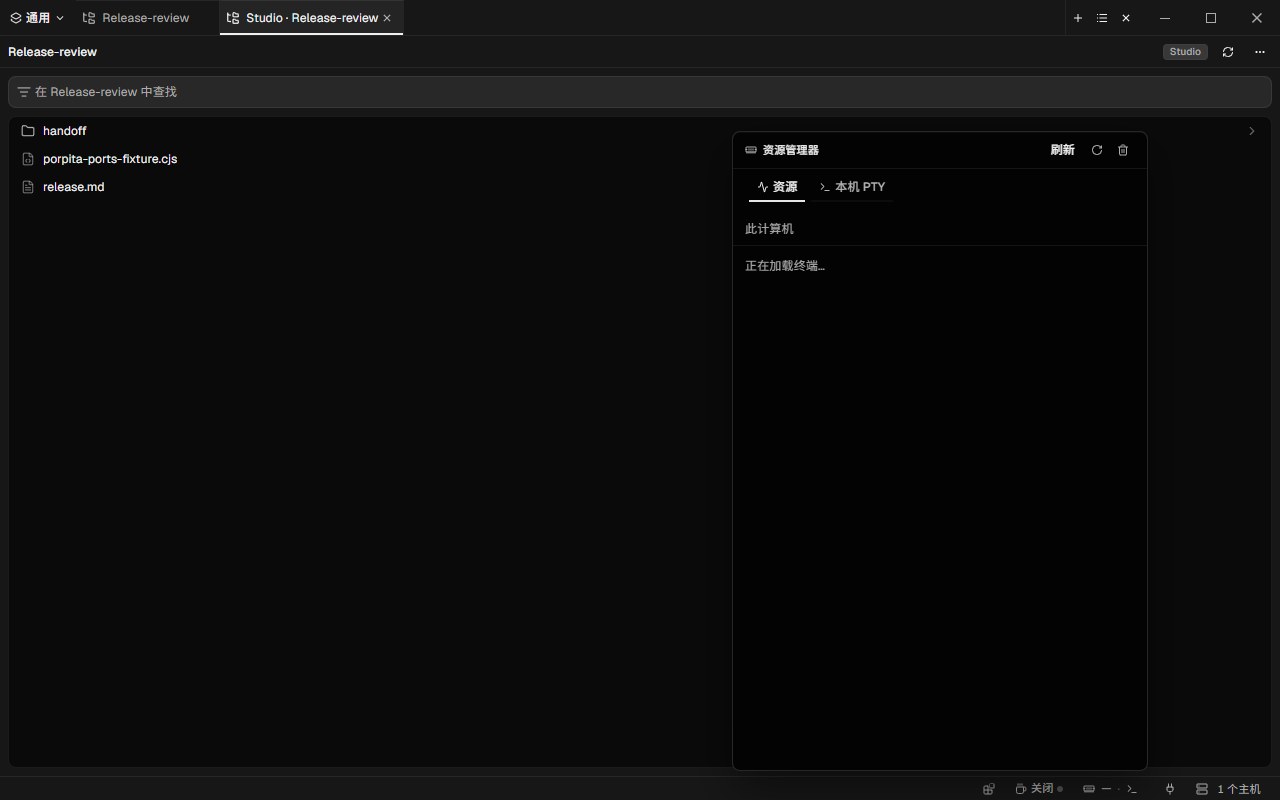 通用
Release-review
Studio · Release-review
Release-review
Studio
在 Release-review 中查找
handoff
porpita-ports-fixture.cjs
release.md
资源管理器
刷新
资源
本机 PTY
此计算机
正在加载终端…
关闭
1 个主机